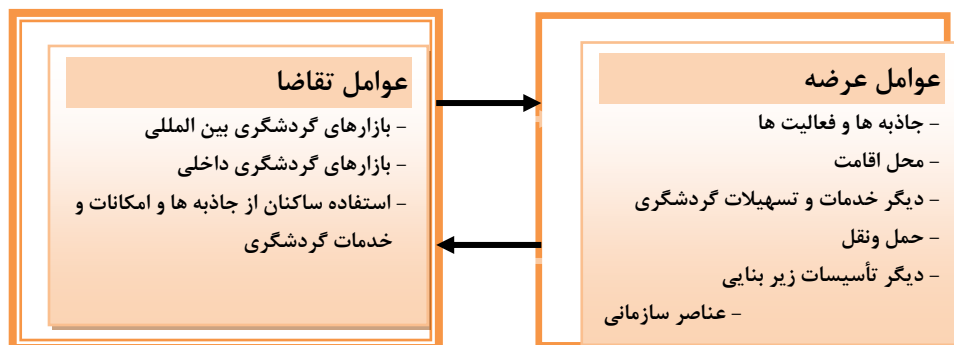 عوامل عرضه
- جاذبه ها و فعالیت ها
- محل اقامت
- دیگر خدمات و تسهیلات گردشگری
- حمل ونقل
- دیگر تأسیسات زیر بنایی
- عناصر سازمانی
عوامل تقاضا
- بازارهای گردشگری بین المللی
- بازارهای گردشگری داخلی
- استفاده ساکنان از جاذبه ها و امکانات و
خدمات گردشگری